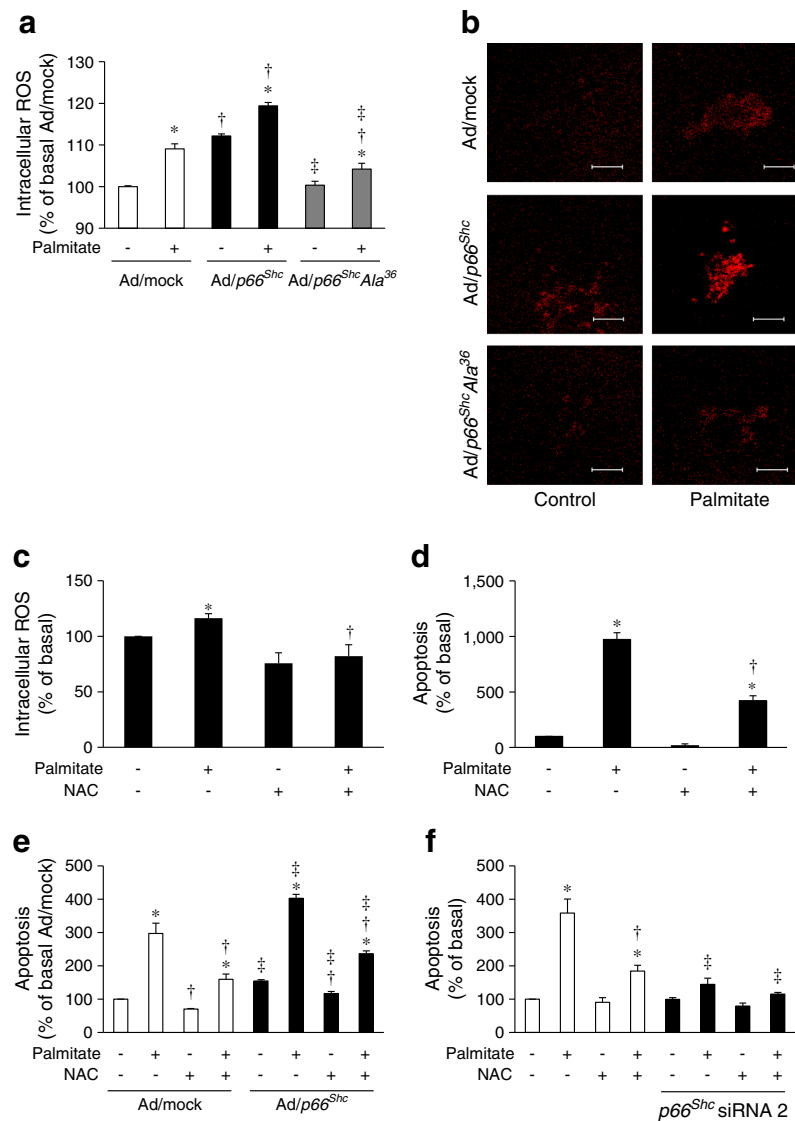 a
Intracellular ROS
(% of basal Ad/mock)
130
120
110
100
90
* † † * ‡ ‡ † *
Palmitate - + - + - +
Ad/mock Ad/p66Shc Ad/p66ShcAla36
b
Ad/mock
Ad/p66Shc
Ad/p66ShcAla36
Control Palmitate
c
Intracellular ROS
(% of basal)
150
100
50
0
* †
Palmitate - + - +
NAC - - + +
d
Apoptosis
(% of basal)
1,500
1,000
500
0
* † *
Palmitate - + - +
NAC - - + +
e
Apoptosis
(% of basal Ad/mock)
500
400
300
200
100
0
* † † * ‡ ‡ * ‡ † ‡ † *
Palmitate - + - + - + - +
NAC - - + + - - + +
Ad/mock Ad/p66Shc
f
Apoptosis
(% of basal)
500
400
300
200
100
0
* † * ‡ ‡
Palmitate - + - + - + - +
NAC - - + + - - + +
p66Shc siRNA 2